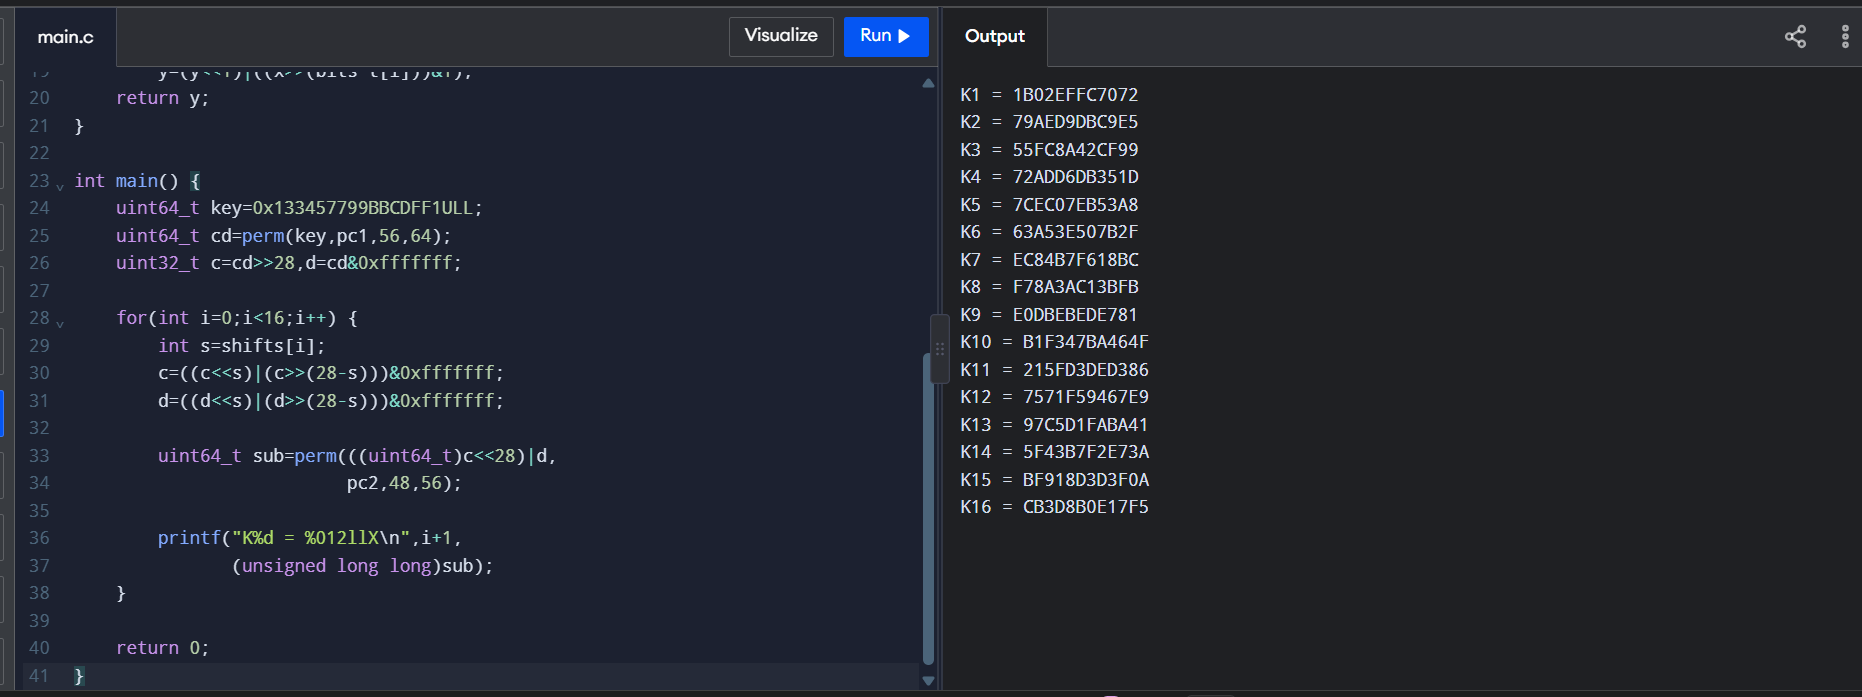 main.c
Visualize
Run
Output
20 return y;
21 }
22
23 int main() {
24 uint64_t key=0x133457799BBCDFF1ULL;
25 uint64_t cd=perm(key,pc1,56,64);
26 uint32_t c=cd>>28,d=cd&0xfffffff;
27
28 for(int i=0;i<16;i++) {
29 int s=shifts[i];
30 c=((c<<s)|(c>>(28-s)))&0xfffffff;
31 d=((d<<s)|(d>>(28-s)))&0xfffffff;
32
33 uint64_t sub=perm(((uint64_t)c<<28)|d,
34 pc2,48,56);
35
36 printf("K%d = %012llX\n",i+1,
37 (unsigned long long)sub);
38 }
39
40 return 0;
41 }
K1 = 1B02EFFC7072
K2 = 79AED9DBC9E5
K3 = 55FC8A42CF99
K4 = 72ADD6DB351D
K5 = 7CEC07EB53A8
K6 = 63A53E507B2F
K7 = EC84B7F618BC
K8 = F78A3AC13BFB
K9 = E0DBEBEDE781
K10 = B1F347BA464F
K11 = 215FD3DED386
K12 = 7571F59467E9
K13 = 97C5D1FABA41
K14 = 5F43B7F2E73A
K15 = BF918D3D3F0A
K16 = CB3D8B0E17F5